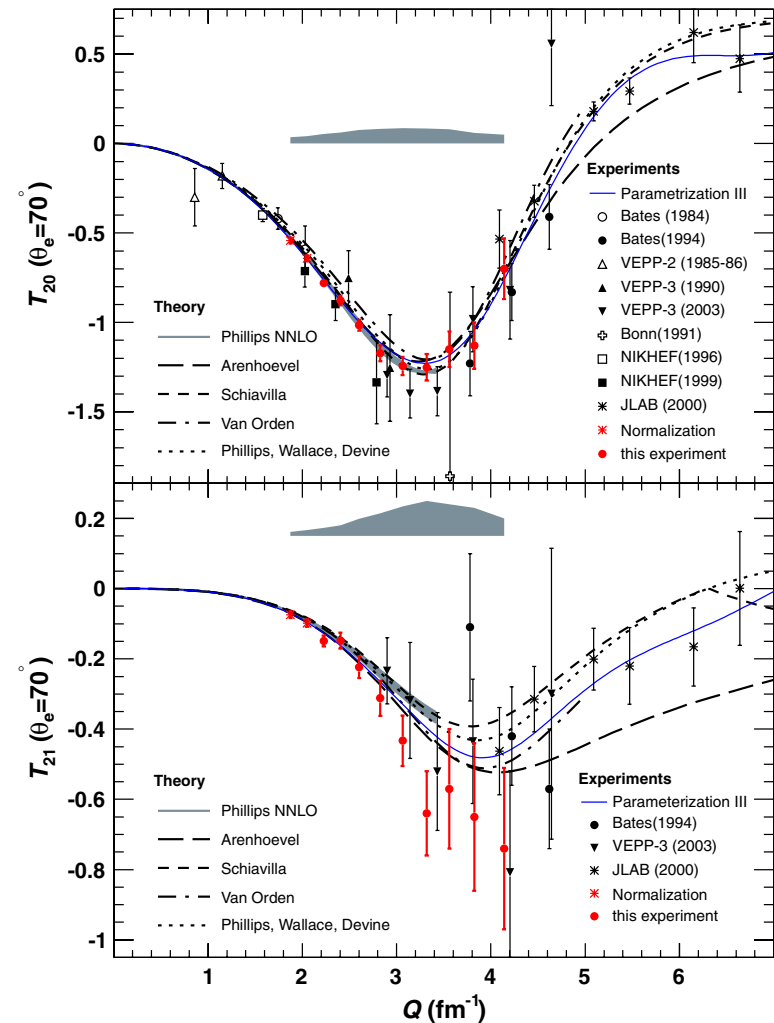 0.5
0
-0.5
-1
-1.5
T20 (θe=70°)
Theory
Phillips NNLO
Arenhoevel
Schiavilla
Van Orden
Phillips, Wallace, Devine
Experiments
Parametrization III
Bates (1984)
Bates(1994)
VEPP-2 (1985-86)
VEPP-3 (1990)
VEPP-3 (2003)
Bonn(1991)
NIKHEF(1996)
NIKHEF(1999)
JLAB (2000)
Normalization
this experiment
0.2
0
-0.2
-0.4
-0.6
-0.8
-1
T21 (θe=70°)
Theory
Phillips NNLO
Arenhoevel
Schiavilla
Van Orden
Phillips, Wallace, Devine
Experiments
Parameterization III
Bates(1994)
VEPP-3 (2003)
JLAB (2000)
Normalization
this experiment
1 2 3 4 5 6
Q (fm-1)